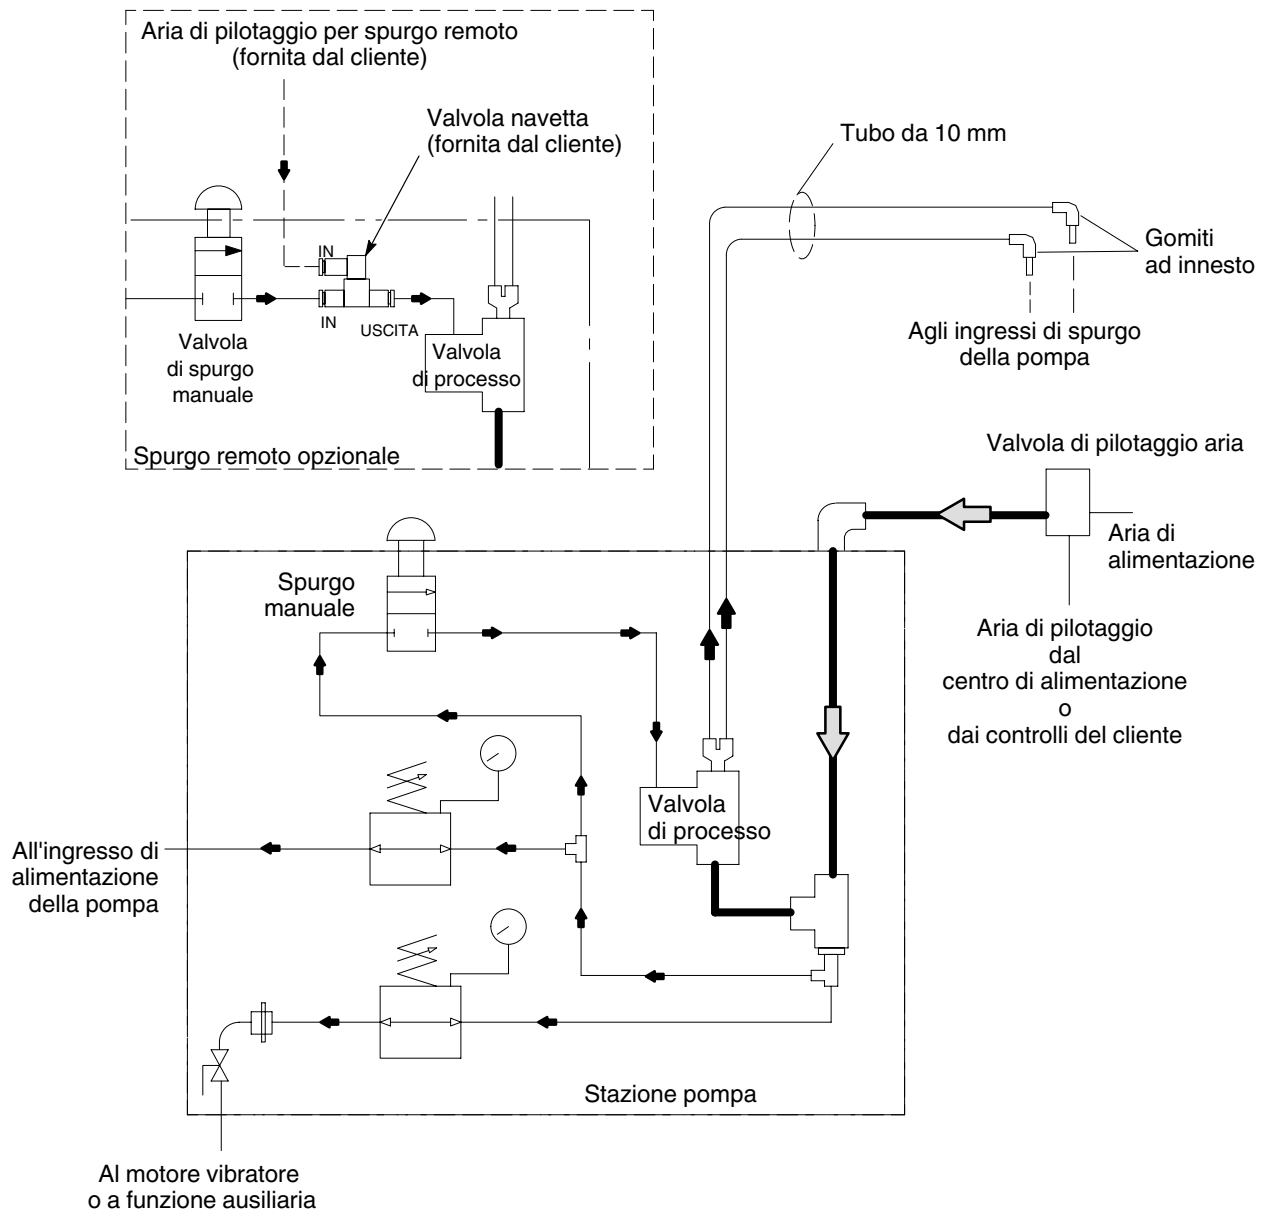 Aria di pilotaggio per spurgo remoto
(fornita dal cliente)
Valvola navetta
(fornita dal cliente)
Tubo da 10 mm
Gomiti
ad innesto
IN
IN
USCITA
Valvola
di spurgo
manuale
Valvola
di processo
Agli ingressi di spurgo
della pompa
Spurgo remoto opzionale
Valvola di pilotaggio aria
Aria di
alimentazione
Spurgo
manuale
Aria di pilotaggio
dal
centro di alimentazione
o
dai controlli del cliente
Valvola
di processo
All'ingresso di
alimentazione
della pompa
Stazione pompa
Al motore vibratore
o a funzione ausiliaria